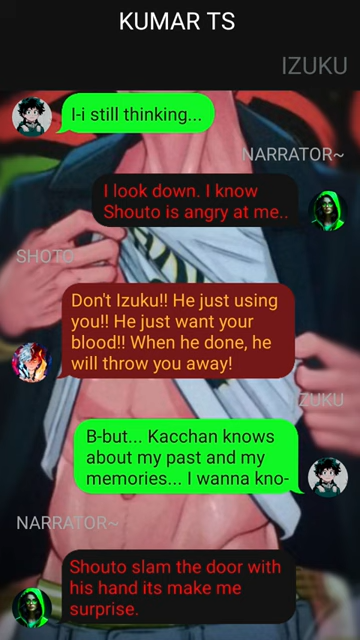 KUMAR TS
IZUKU
I-i still thinking...
NARRATOR~
I look down. I know
Shouto is angry at me..
SHOTO
Don't Izuku!! He just using
you!! He just want your
blood!! When he done, he
will throw you away!
IZUKU
B-but... Kacchan knows
about my past and my
memories... I wanna kno-
NARRATOR~
Shouto slam the door with
his hand its make me
surprise.